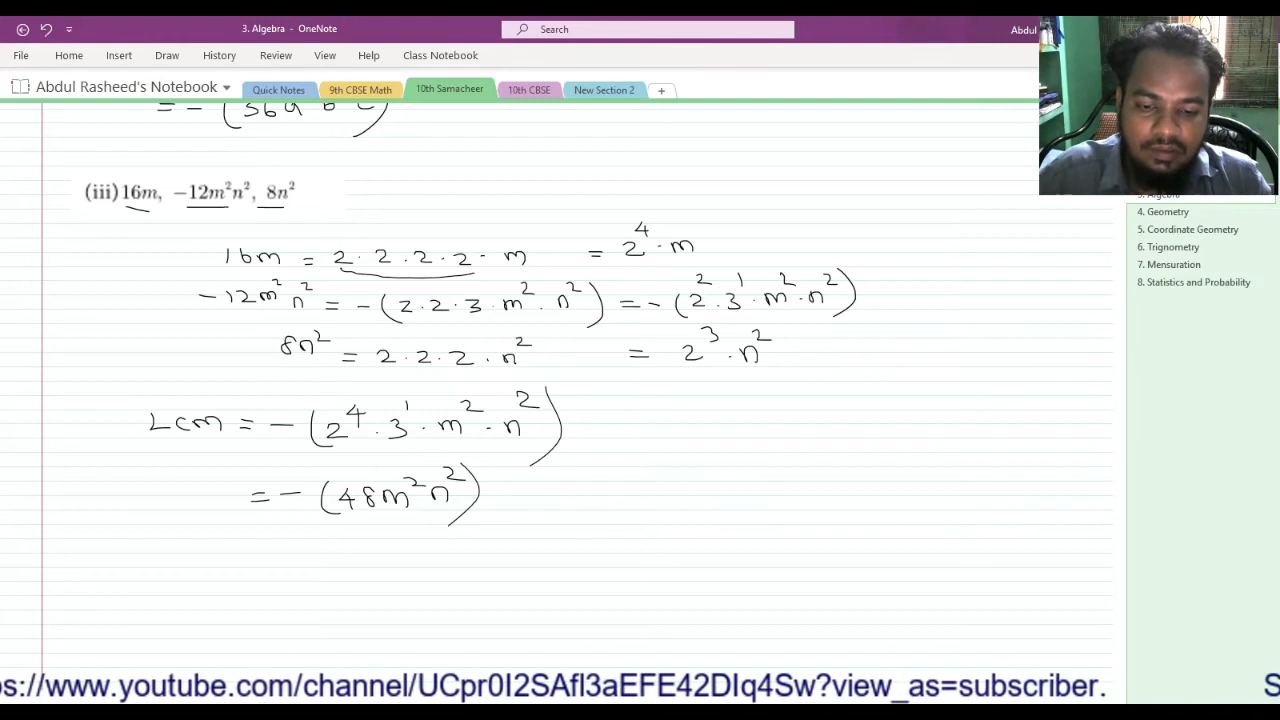 3. Algebra - OneNote
Search
Abdul
File Home Insert Draw History Review View Help Class Notebook
Abdul Rasheed's Notebook
Quick Notes 9th CBSE Math 10th Samacheer 10th CBSE New Section 2 +
(iii) 16m, −12m²n², 8n²
16m = 2 · 2 · 2 · 2 · m = 2⁴ · m
−12m²n² = −(2 · 2 · 3 · m² · n²) = −(2² · 3¹ · m² · n²)
8n² = 2 · 2 · 2 · n² = 2³ · n²
Lcm = −(2⁴ · 3¹ · m² · n²)
= −(48m²n²)
4. Geometry
5. Coordinate Geometry
6. Trignometry
7. Mensuration
8. Statistics and Probability
ps://www.youtube.com/channel/UCpr0I2SAfl3aEFE42DIq4Sw?view_as=subscriber. S